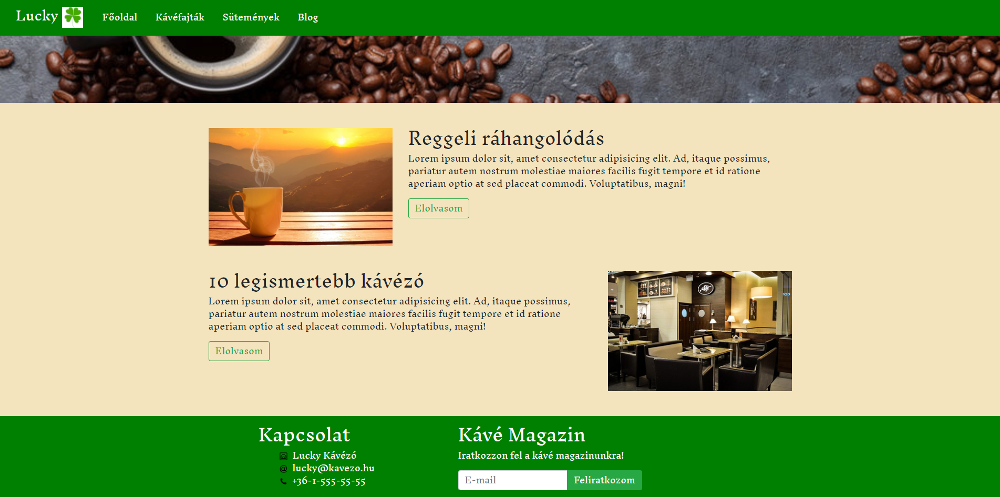 Lucky
Főoldal
Kávéfajták
Sütemények
Blog
Reggeli ráhangolódás
Lorem ipsum dolor sit, amet consectetur adipisicing elit. Ad, itaque possimus,
pariatur autem nostrum molestiae maiores facilis fugit tempore et id ratione
aperiam optio at sed placeat commodi. Voluptatibus, magni!
Elolvasom
10 legismertebb kávézó
Lorem ipsum dolor sit, amet consectetur adipisicing elit. Ad, itaque possimus,
pariatur autem nostrum molestiae maiores facilis fugit tempore et id ratione
aperiam optio at sed placeat commodi. Voluptatibus, magni!
Elolvasom
Kapcsolat
Lucky Kávézó
lucky@kavezo.hu
+36-1-555-55-55
Kávé Magazin
Iratkozzon fel a kávé magazinunkra!
E-mail
Feliratkozom